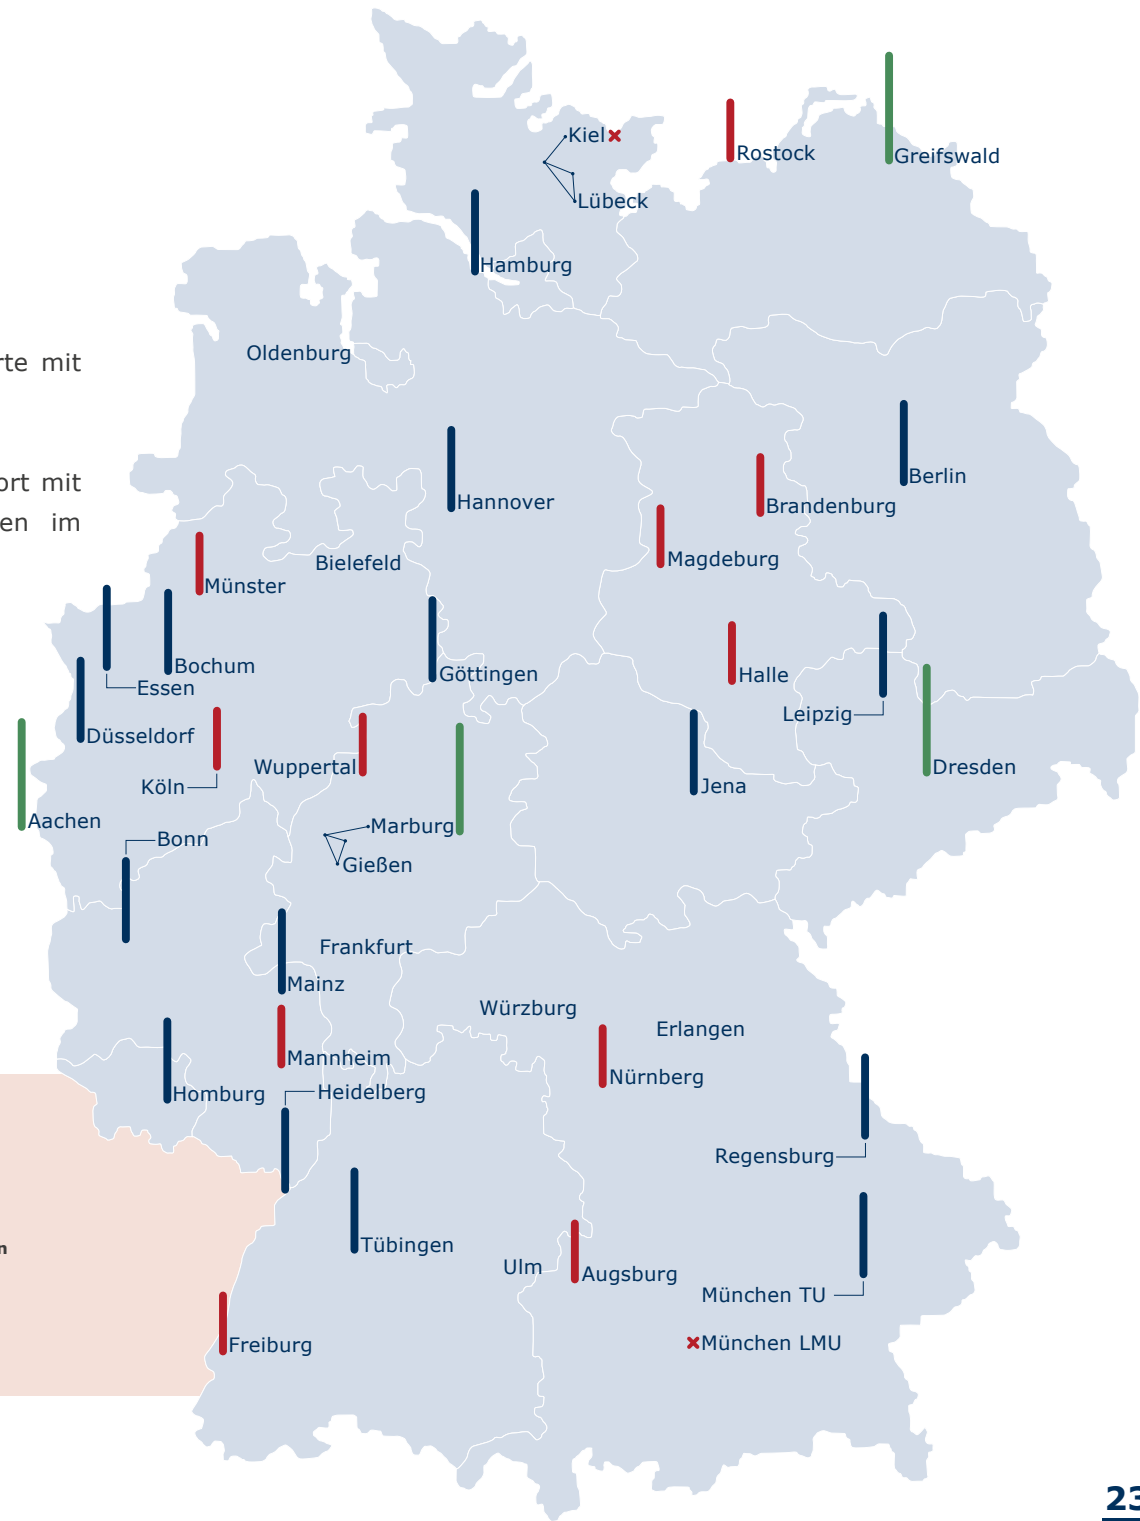 Kiel
Rostock
Greifswald
Lübeck
Hamburg
Oldenburg
rte mit
Berlin
ort mit
Hannover
Brandenburg
en im
Magdeburg
Bielefeld
Münster
Bochum
Göttingen
Halle
Essen
Leipzig
Düsseldorf
Wuppertal
Dresden
Köln
Jena
Aachen
Marburg
Bonn
Gießen
Frankfurt
Mainz
Würzburg
Erlangen
Mannheim
Nürnberg
Homburg
Heidelberg
Regensburg
Tübingen
n
Ulm
Augsburg
München TU
Freiburg
München LMU
23